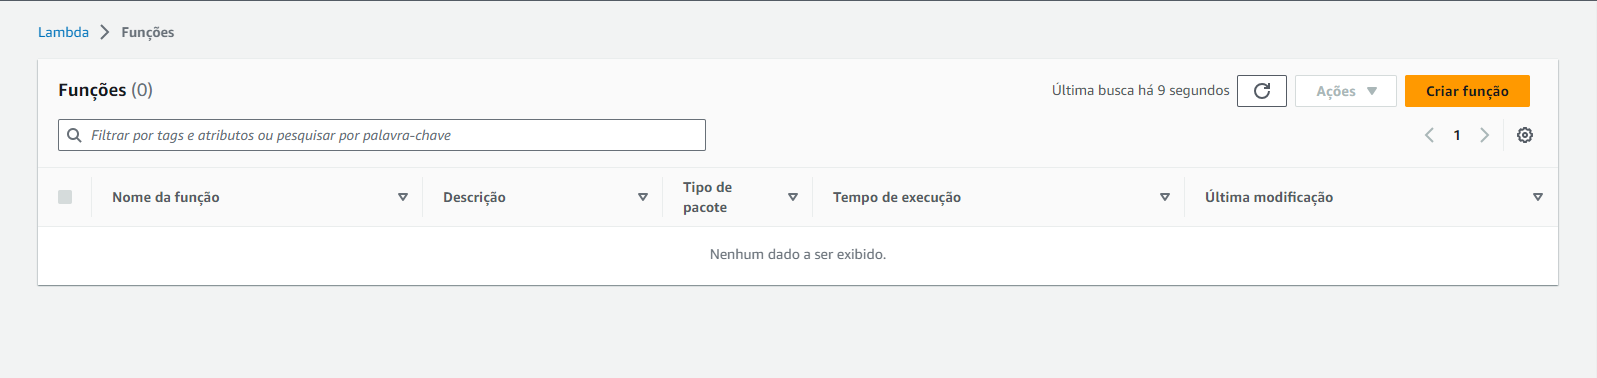 Lambda > Funções
Funções (0)
Última busca há 9 segundos
Ações
Criar função
Filtrar por tags e atributos ou pesquisar por palavra-chave
1
Nome da função
Descrição
Tipo de
pacote
Tempo de execução
Última modificação
Nenhum dado a ser exibido.